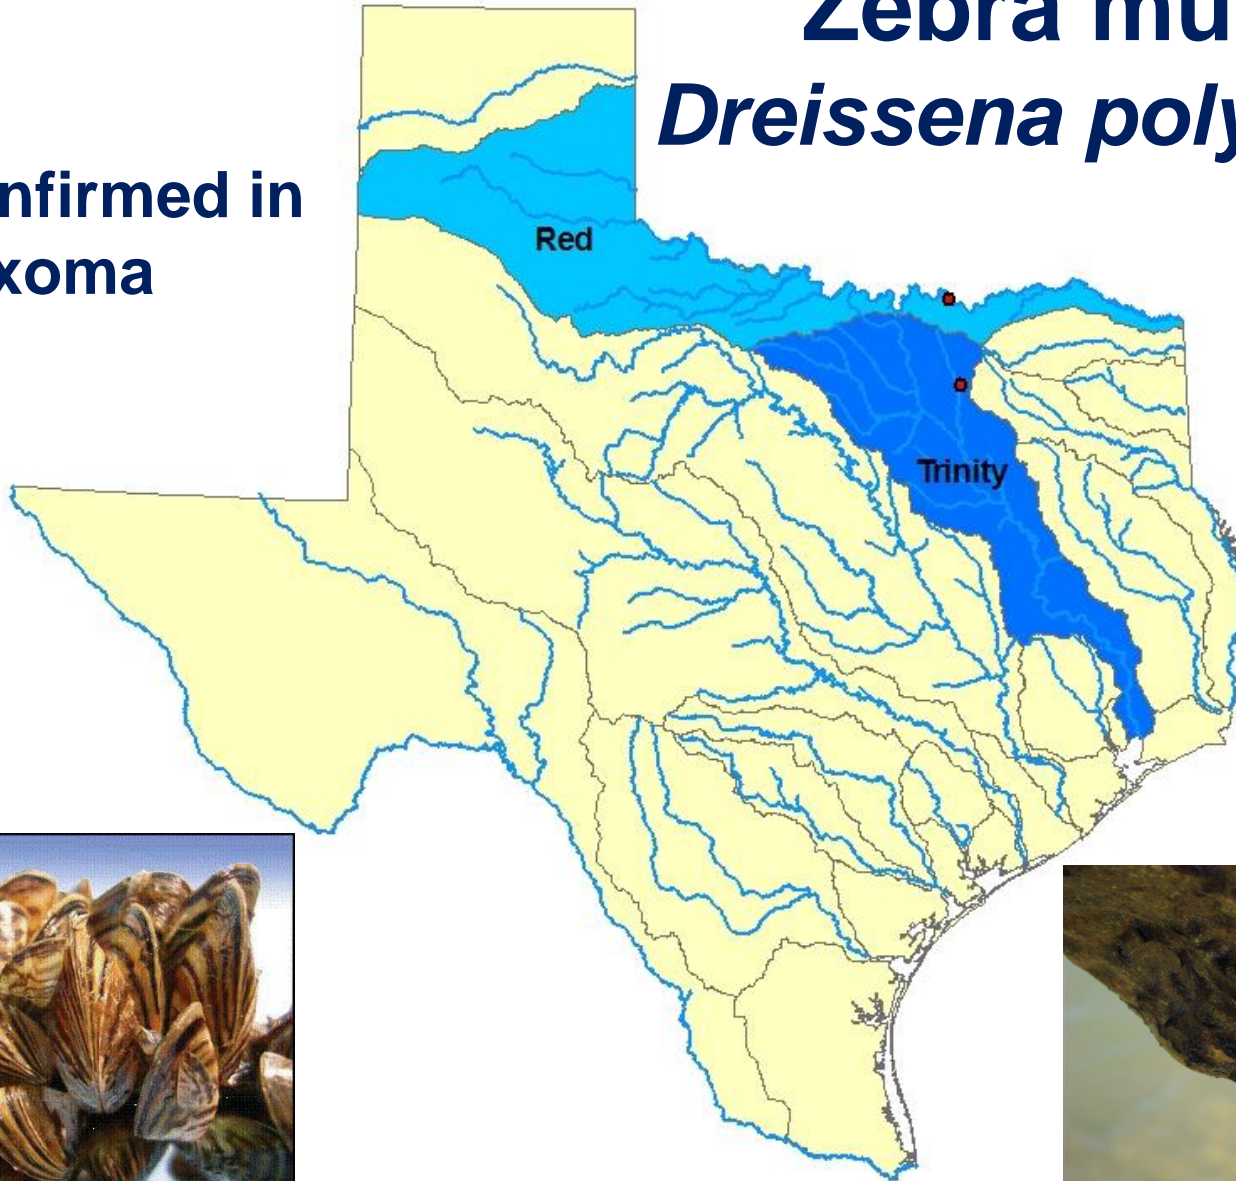 Zebra mu
Dreissena poly
nfirmed in
xoma
Red
Trinity